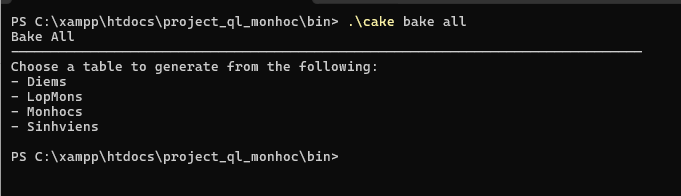 PS C:\xampp\htdocs\project_ql_monhoc\bin> .\cake bake all
Bake All
Choose a table to generate from the following:
- Diems
- LopMons
- Monhocs
- Sinhviens
PS C:\xampp\htdocs\project_ql_monhoc\bin>